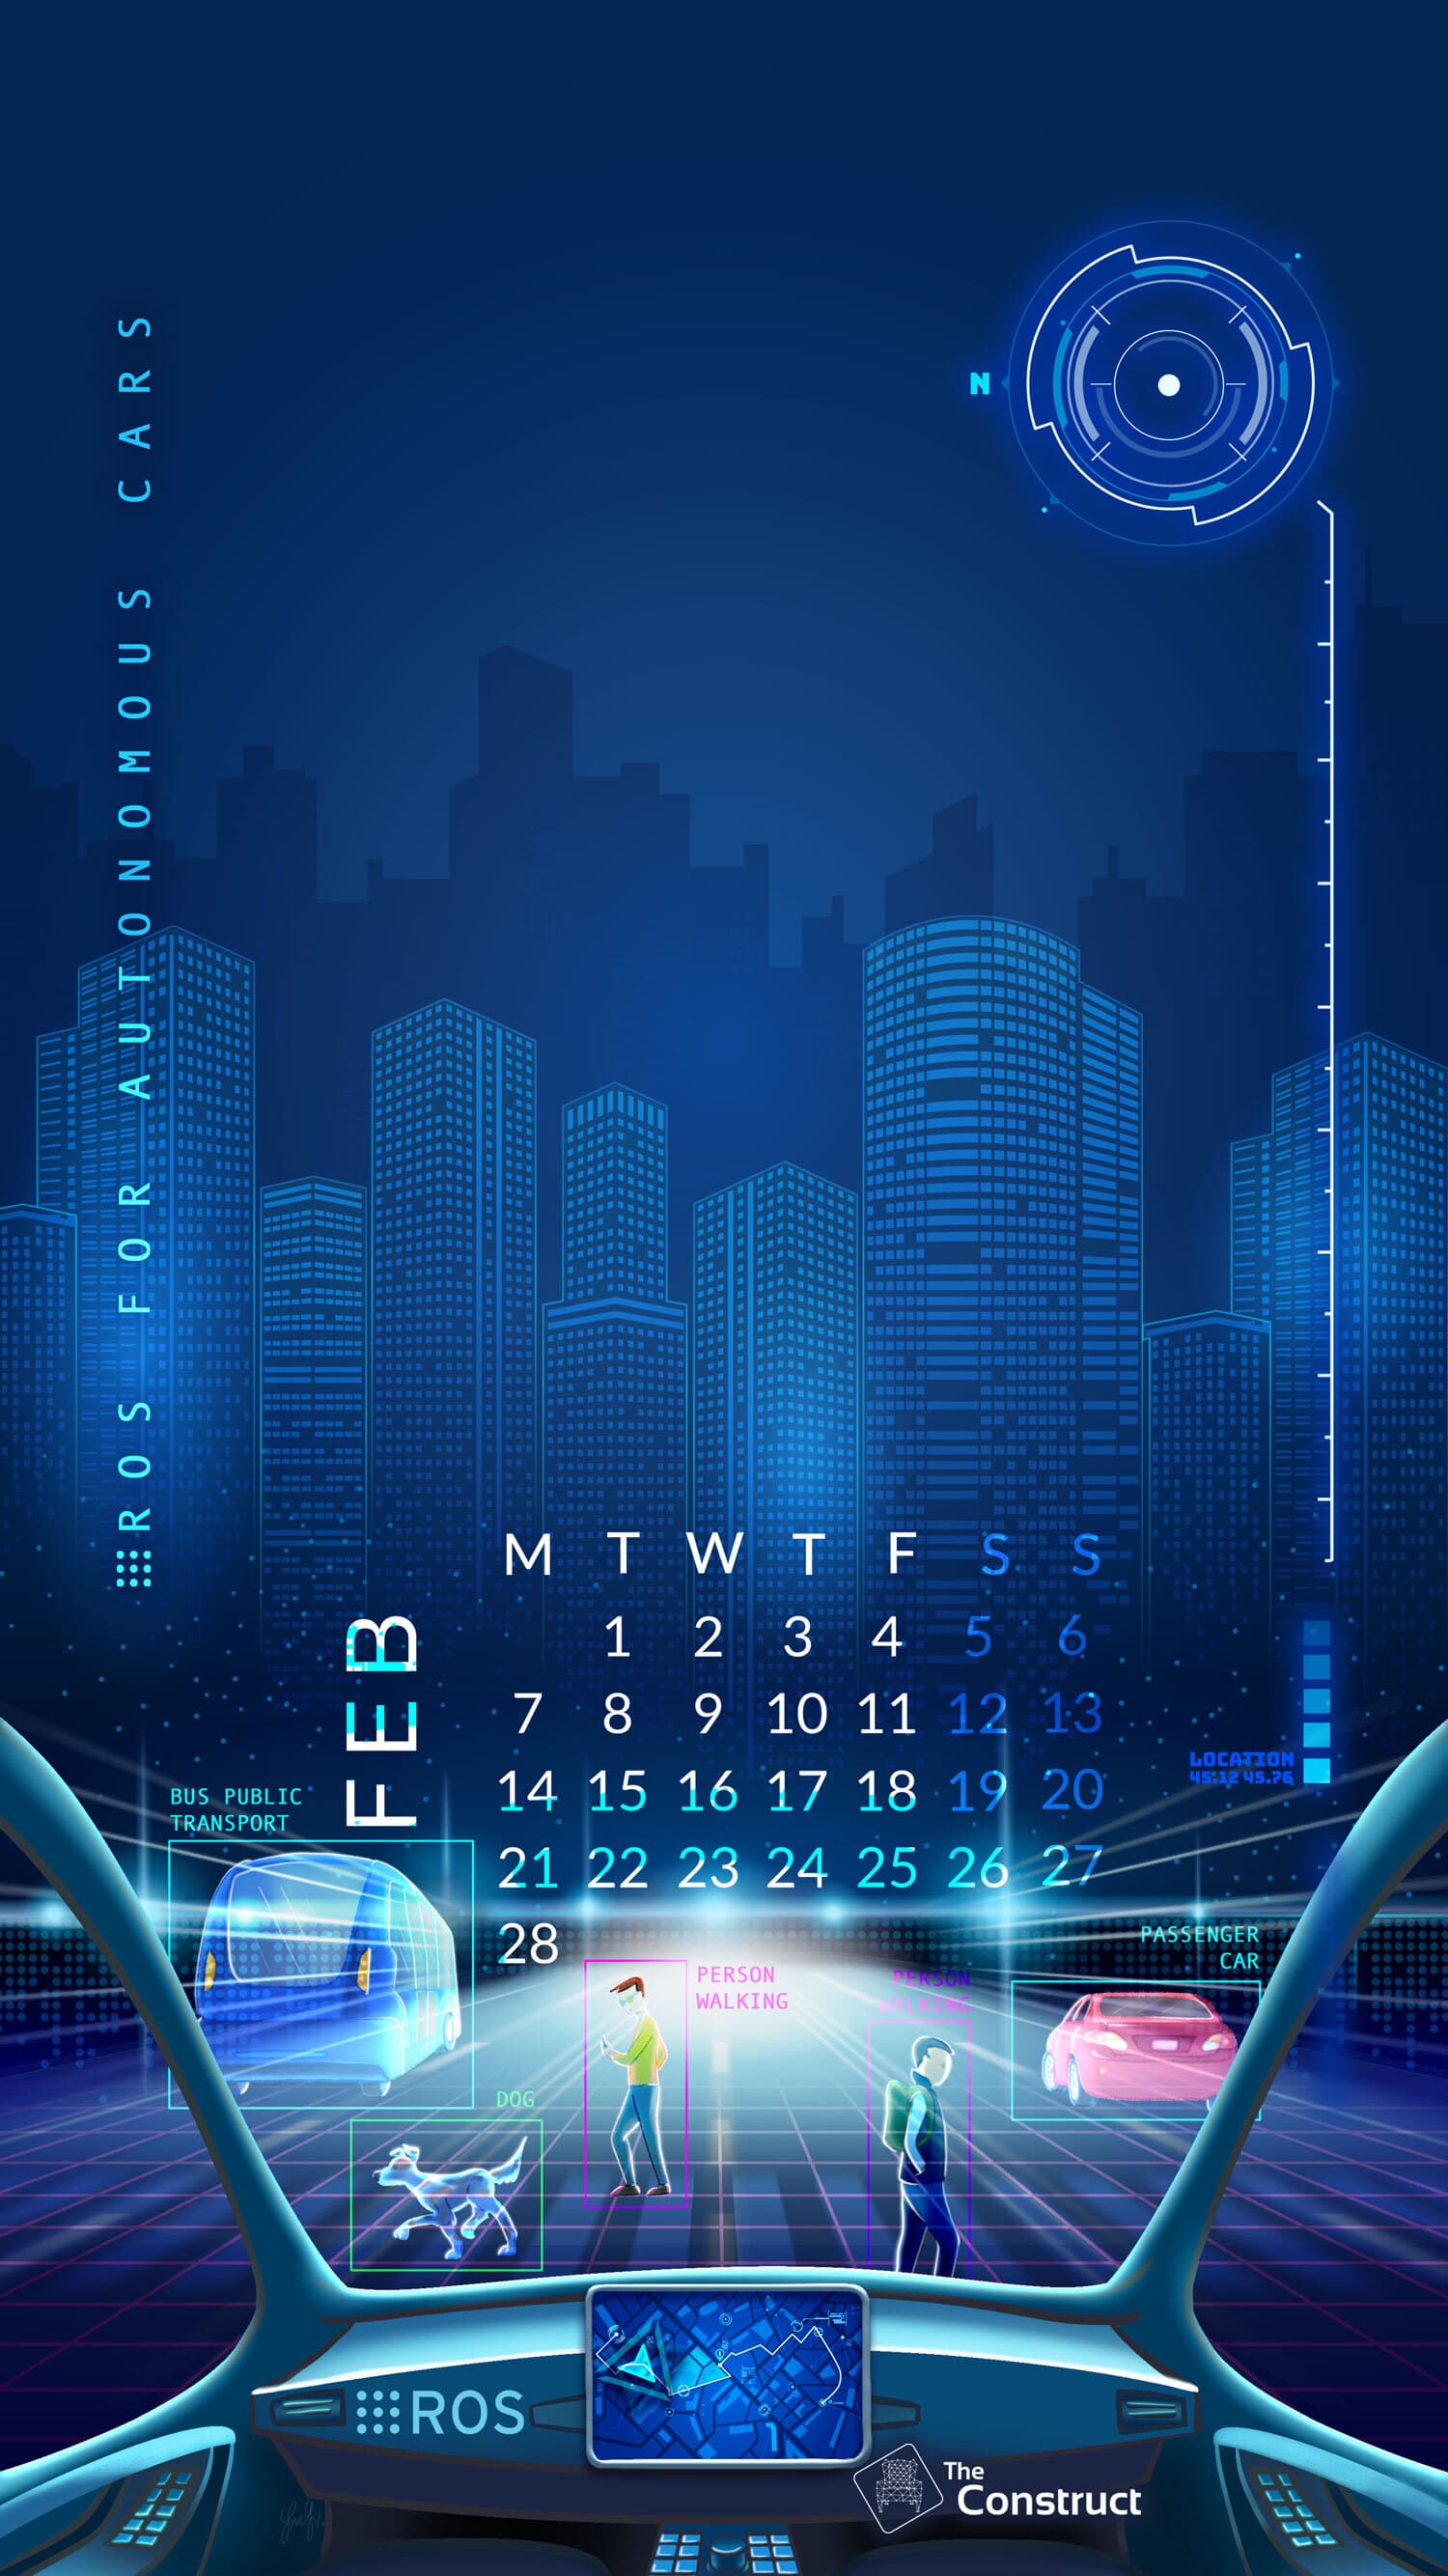 N
ROS FOR AUTONOMOUS CARS
FEB
M T W T F S S
1 2 3 4 5 6
7 8 9 10 11 12 13
14 15 16 17 18 19 20
21 22 23 24 25 26 27
28
LOCATION
45:12 45.76
BUS PUBLIC
TRANSPORT
PERSON
WALKING
PERSON
WALKING
PASSENGER
CAR
DOG
ROS
The
Construct